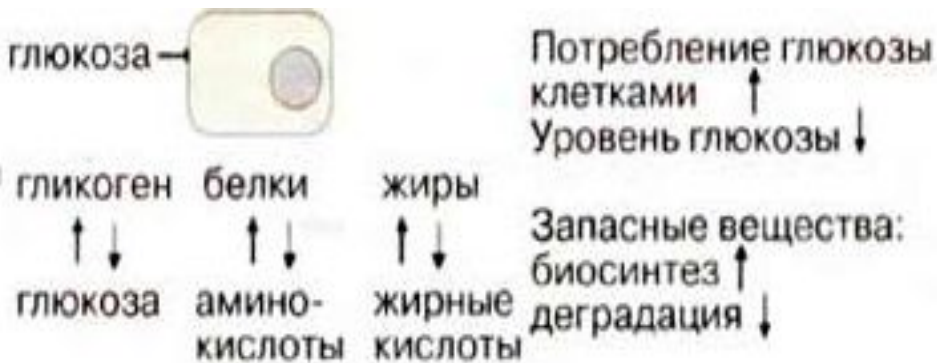 глюкоза
Потребление глюкозы
клетками ↑
Уровень глюкозы ↓
гликоген белки жиры
↑↓ ↑↓ ↑↓
глюкоза амино-
кислоты жирные
кислоты
Запасные вещества:
биосинтез ↑
деградация ↓